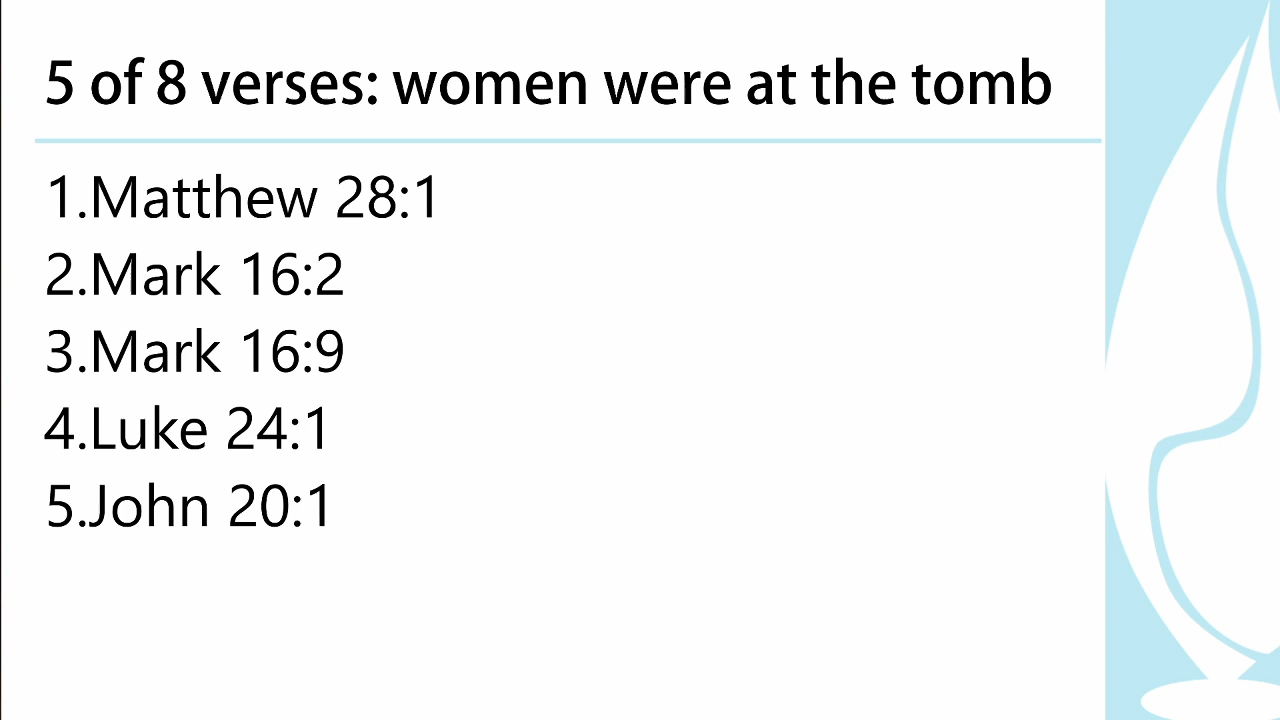 5 of 8 verses: women were at the tomb
1.Matthew 28:1
2.Mark 16:2
3.Mark 16:9
4.Luke 24:1
5.John 20:1